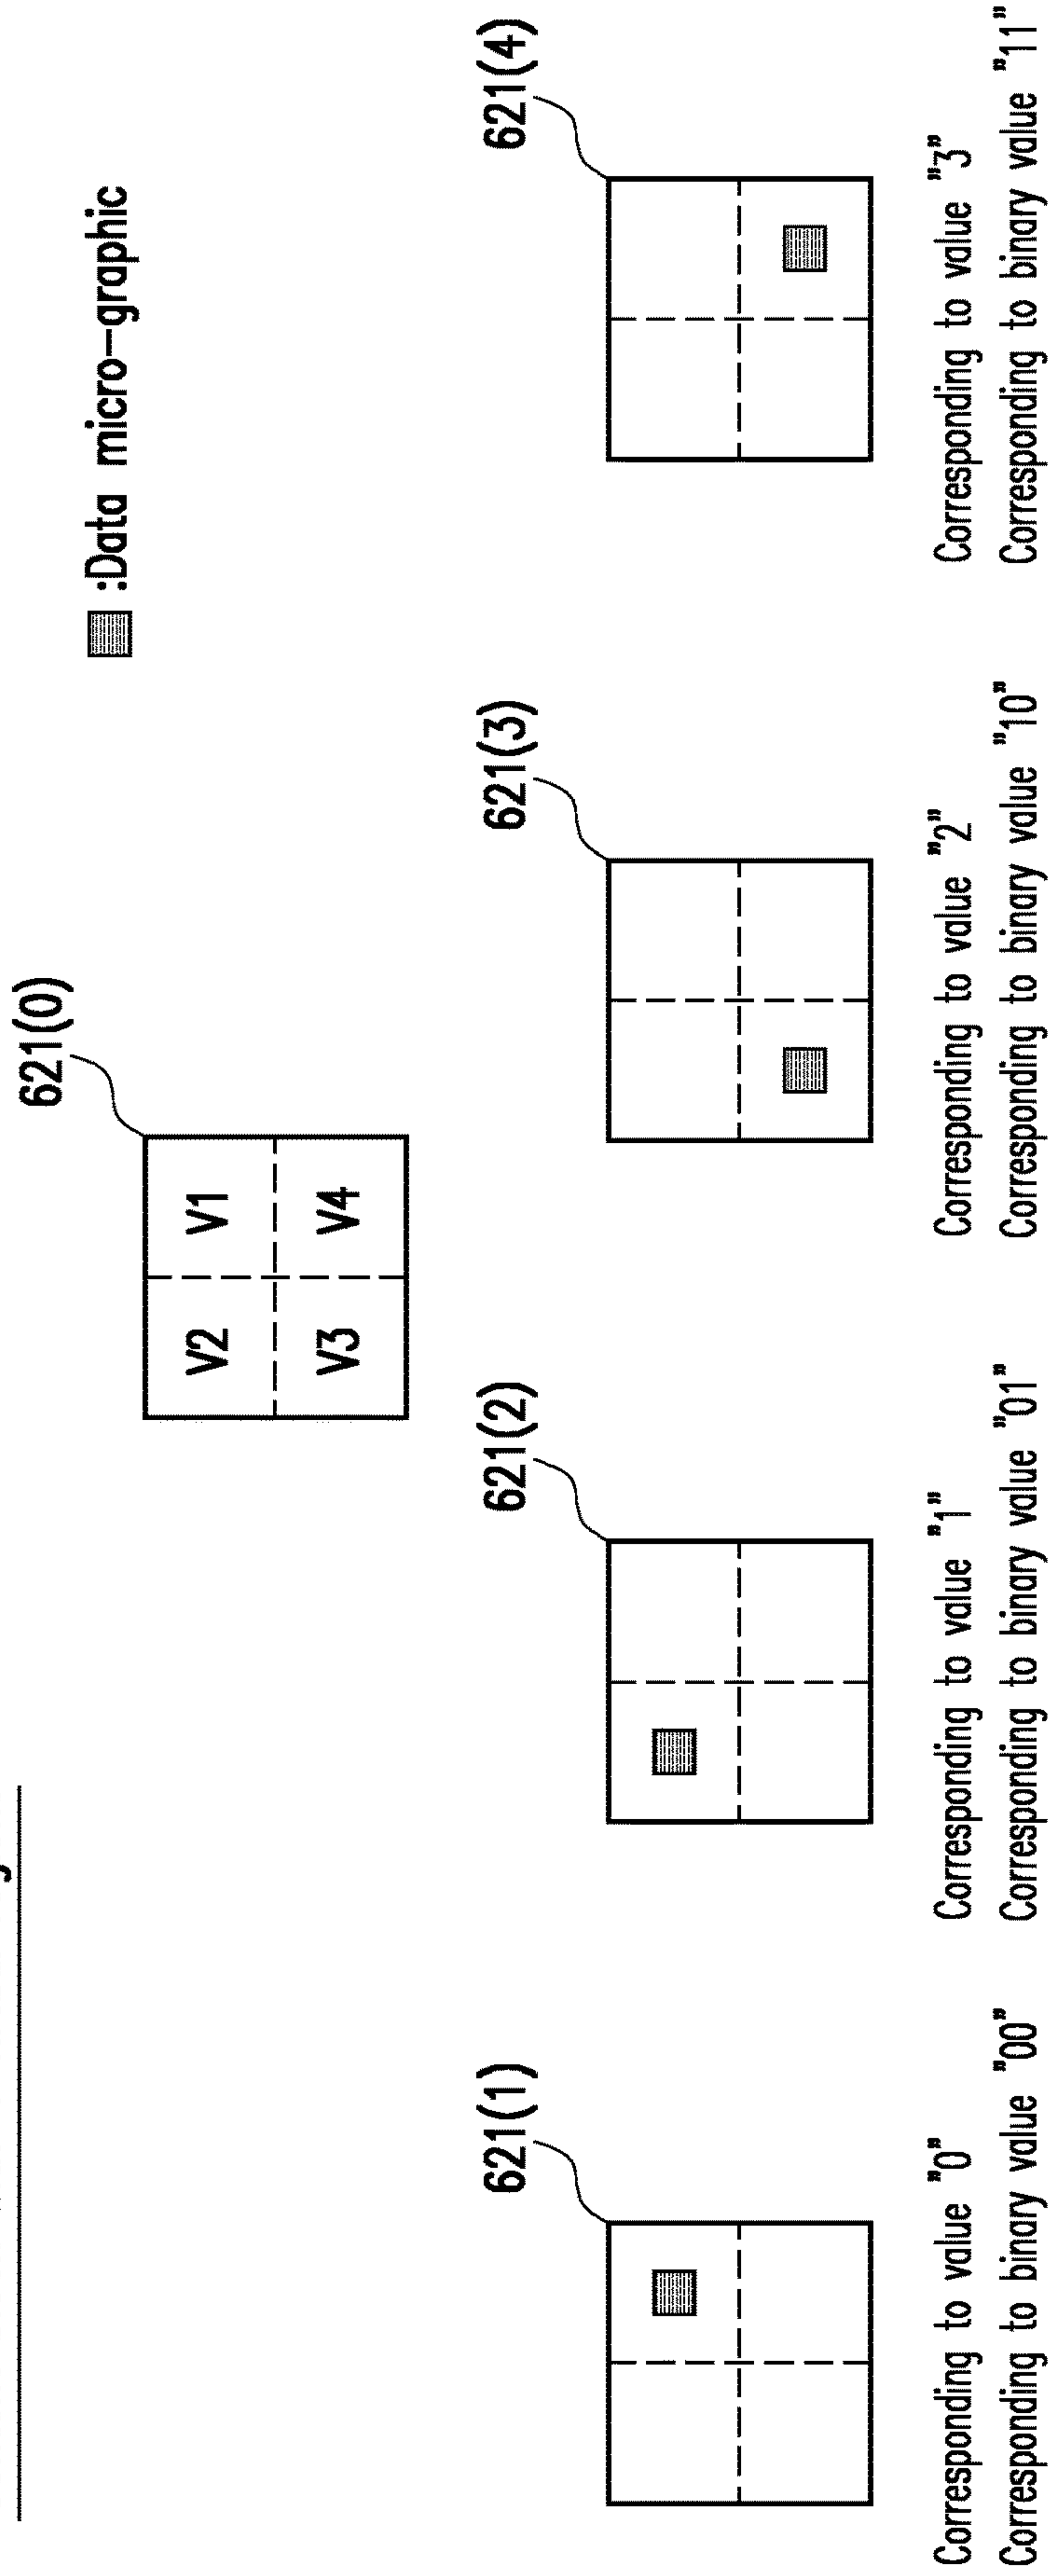 621(0)
:Data micro-graphic
V2 V1
V3 V4
621(1)
621(2)
621(3)
621(4)
Corresponding to value "0"
Corresponding to binary value "00"
Corresponding to value "1"
Corresponding to binary value "01"
Corresponding to value "2"
Corresponding to binary value "10"
Corresponding to value "3"
Corresponding to binary value "11"